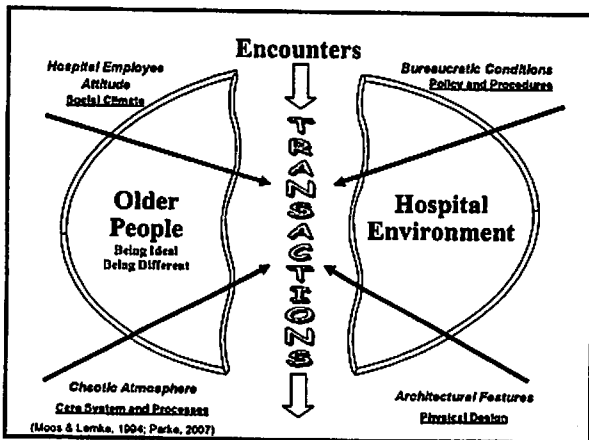 Encounters
Hospital Employee
Attitude
Social Climate
Bureaucratic Conditions
Policy and Procedures
TRANSACTIONS
Older
People
Being Ideal
Being Different
Hospital
Environment
Chaotic Atmosphere
Care System and Processes
(Moos & Lemke, 1994; Parke, 2007)
Architectural Features
Physical Design